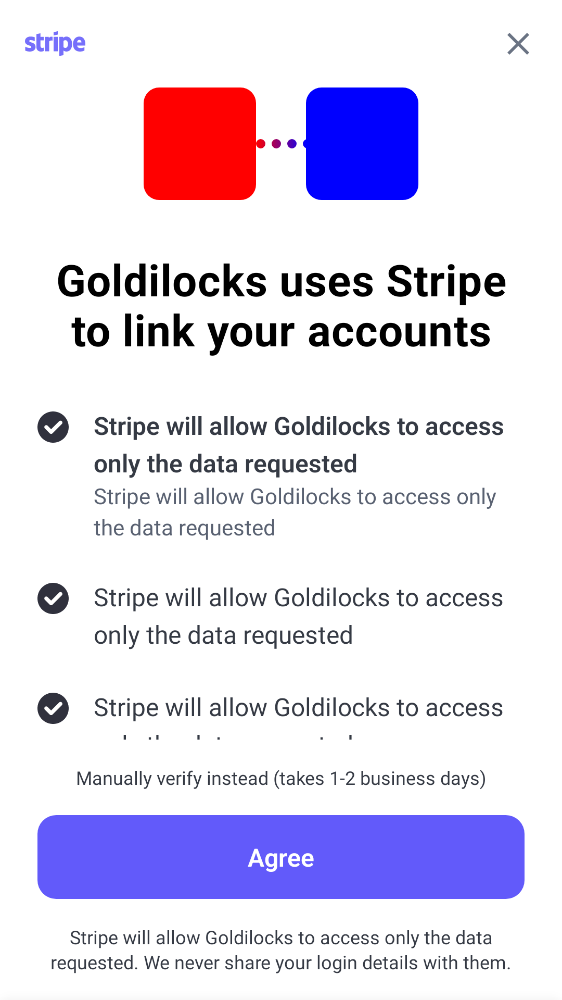 stripe
Goldilocks uses Stripe
to link your accounts
Stripe will allow Goldilocks to access
only the data requested
Stripe will allow Goldilocks to access only
the data requested
Stripe will allow Goldilocks to access
only the data requested
Stripe will allow Goldilocks to access
Manually verify instead (takes 1-2 business days)
Agree
Stripe will allow Goldilocks to access only the data
requested. We never share your login details with them.